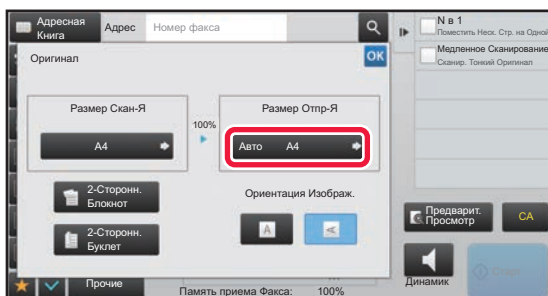 Адресная
Книга
Адрес
Номер факса
N в 1
Поместить Неск. Стр. на Одной
Медленное Сканирование
Сканир. Тонкий Оригинал
Оригинал
OK
Размер Скан-Я
100%
Размер Отпр-Я
A4
Авто A4
2-Сторонн.
Блокнот
Ориентация Изображ.
2-Сторонн.
Буклет
Предварит.
Просмотр
CA
Прочие
Память приема Факса: 100%
Динамик
Старт